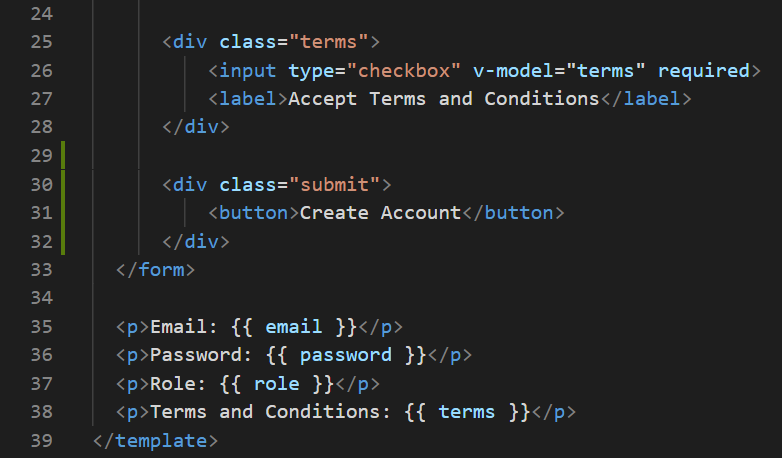 24
25 <div class="terms">
26 <input type="checkbox" v-model="terms" required>
27 <label>Accept Terms and Conditions</label>
28 </div>
29
30 <div class="submit">
31 <button>Create Account</button>
32 </div>
33 </form>
34
35 <p>Email: {{ email }}</p>
36 <p>Password: {{ password }}</p>
37 <p>Role: {{ role }}</p>
38 <p>Terms and Conditions: {{ terms }}</p>
39 </template>